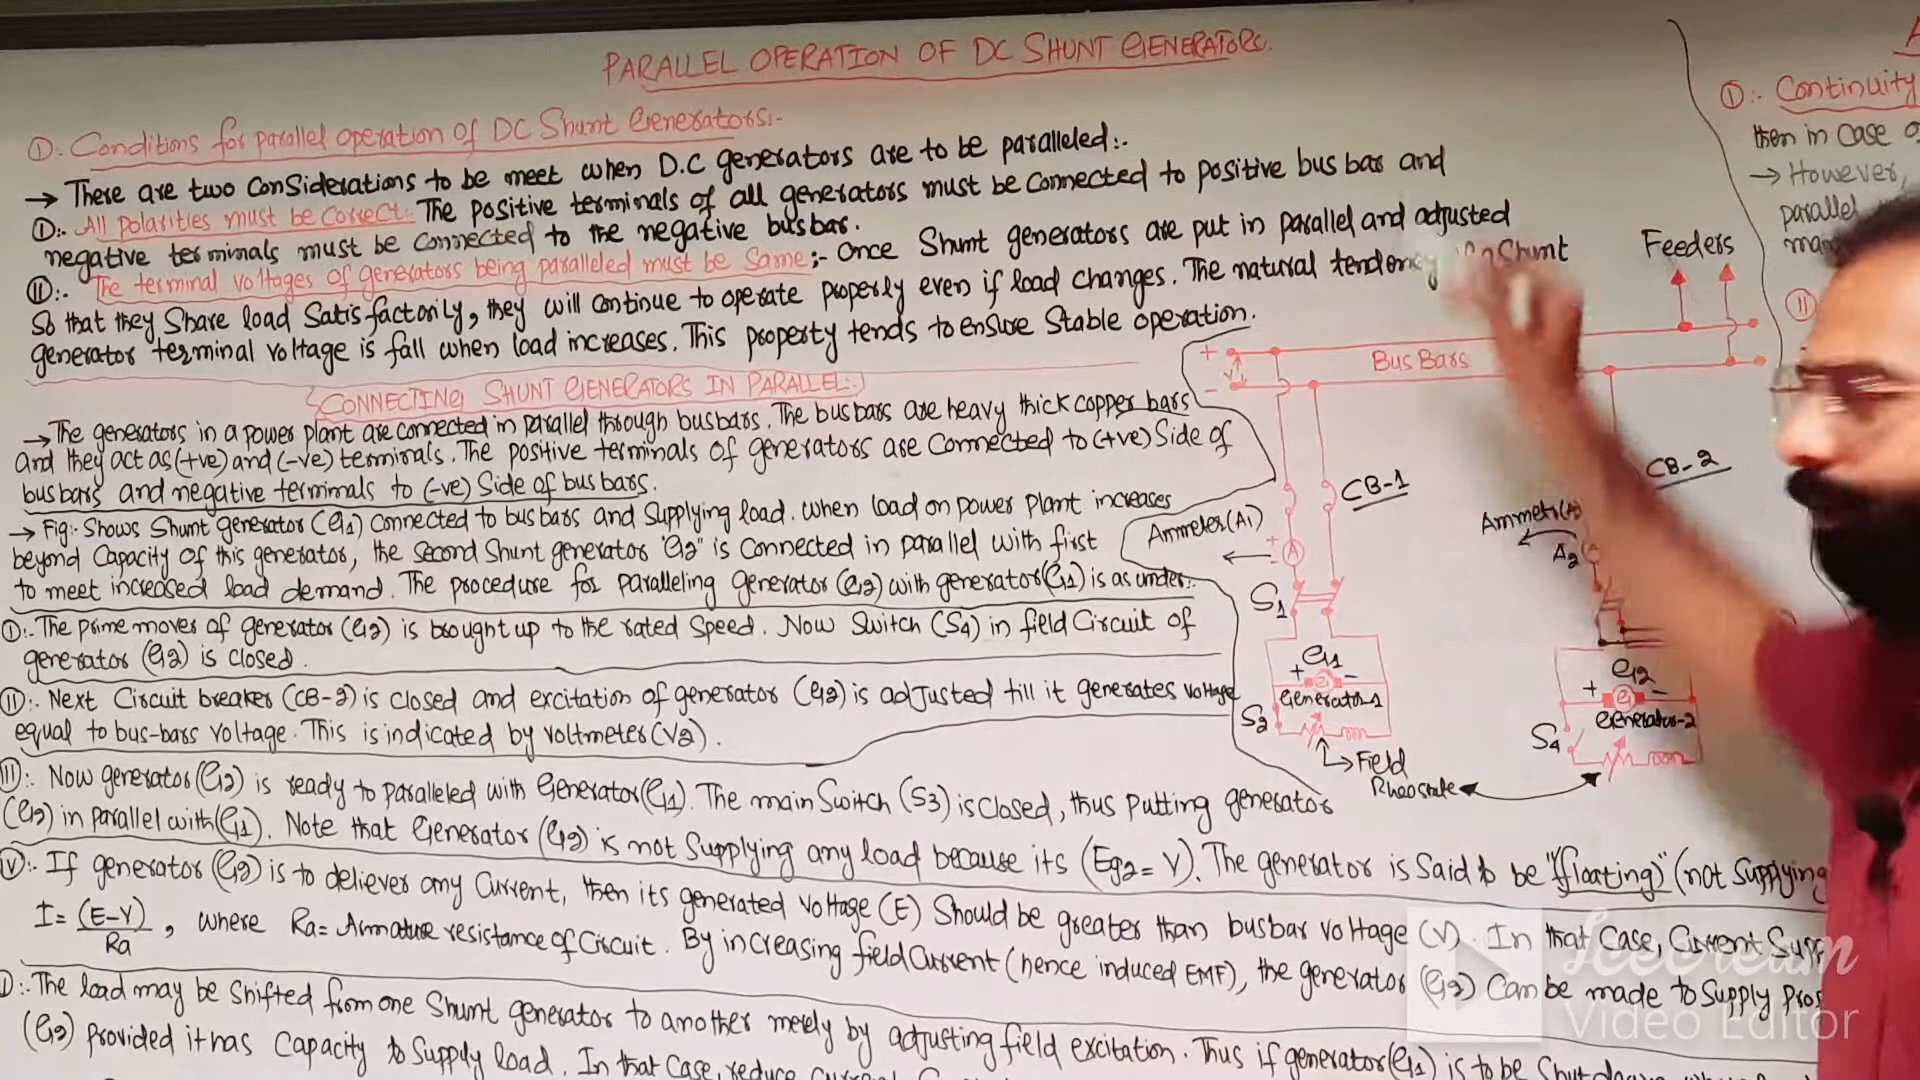 PARALLEL OPERATION OF DC SHUNT GENERATORS.
①:- Conditions for parallel operation of DC Shunt Generators:-
→ There are two Considerations to be meet when D.C generators are to be paralleled:-
①:- All polarities must be Correct:- The positive terminals of all generators must be Connected to positive bus bar and
negative terminals must be connected to the negative busbar.
②:- The terminal voltages of generators being paralleled must be Same:- Once Shunt generators are put in parallel and adjusted
So that they Share load Satisfactorily, they will continue to operate properly even if load changes. The natural tendency Shunt
generator terminal voltage is fall when load increases. This property tends to ensure Stable operation.
CONNECTING SHUNT GENERATORS IN PARALLEL:-
→ The generators in a power plant are connected in parallel through busbars. The busbars are heavy thick copper bars
and they act as (+ve) and (-ve) terminals. The positive terminals of generators are Connected to (+ve) Side of
busbars and negative terminals to (-ve) Side of bus bars.
→ Fig:- Shows Shunt generator (G1) Connected to bus bars and Supplying load. when load on power plant increases
beyond Capacity of this generator, the second Shunt generator "G2" is Connected in parallel with first
to meet increased load demand. The procedure for paralleling generator (G2) with generator (G1) is as under:-
①:- The prime mover of generator (G2) is brought up to the rated Speed. Now Switch (S4) in field Circuit of
generator (G2) is closed.
②:- Next Circuit breaker (CB-2) is closed and excitation of generator (G2) is adjusted till it generates voltage
equal to bus-bars voltage. This is indicated by voltmeter (V2).
③:- Now generator (G2) is ready to paralleled with Generator (G1). The main Switch (S3) is closed, thus putting generator
(G2) in parallel with (G1). Note that Generator (G2) is not Supplying any load because its (Eg2 = V). The generator is Said to be "(floating)" (not Supplying
If generator (G2) is to deliever any Current, then its generated voltage (E) Should be greater than busbar voltage (V). In that Case, Current Supp
I = (E-V)/Ra , where Ra = Armature resistance of Circuit. By increasing field Current (hence induced EMF), the generator (G2) Can be made to Supply
The load may be Shifted from one Shunt generator to another merely by adjusting field excitation. Thus if generator (G1) is to be Shut down
(G2) provided it has Capacity to Supply load. In that Case, reduce Current
Feeders
+
-
V
Bus Bars
CB-1
CB-2
Ammeter (A1)
+
A
Ammeter (A
A2
S1
G1
+ -
G
Generator-1
S2
Field
Rheostate
G2
+ -
G
Generator-2
S4
①:- Continuity
then in Case
→ However,
parallel
②
IceCream
Video Editor